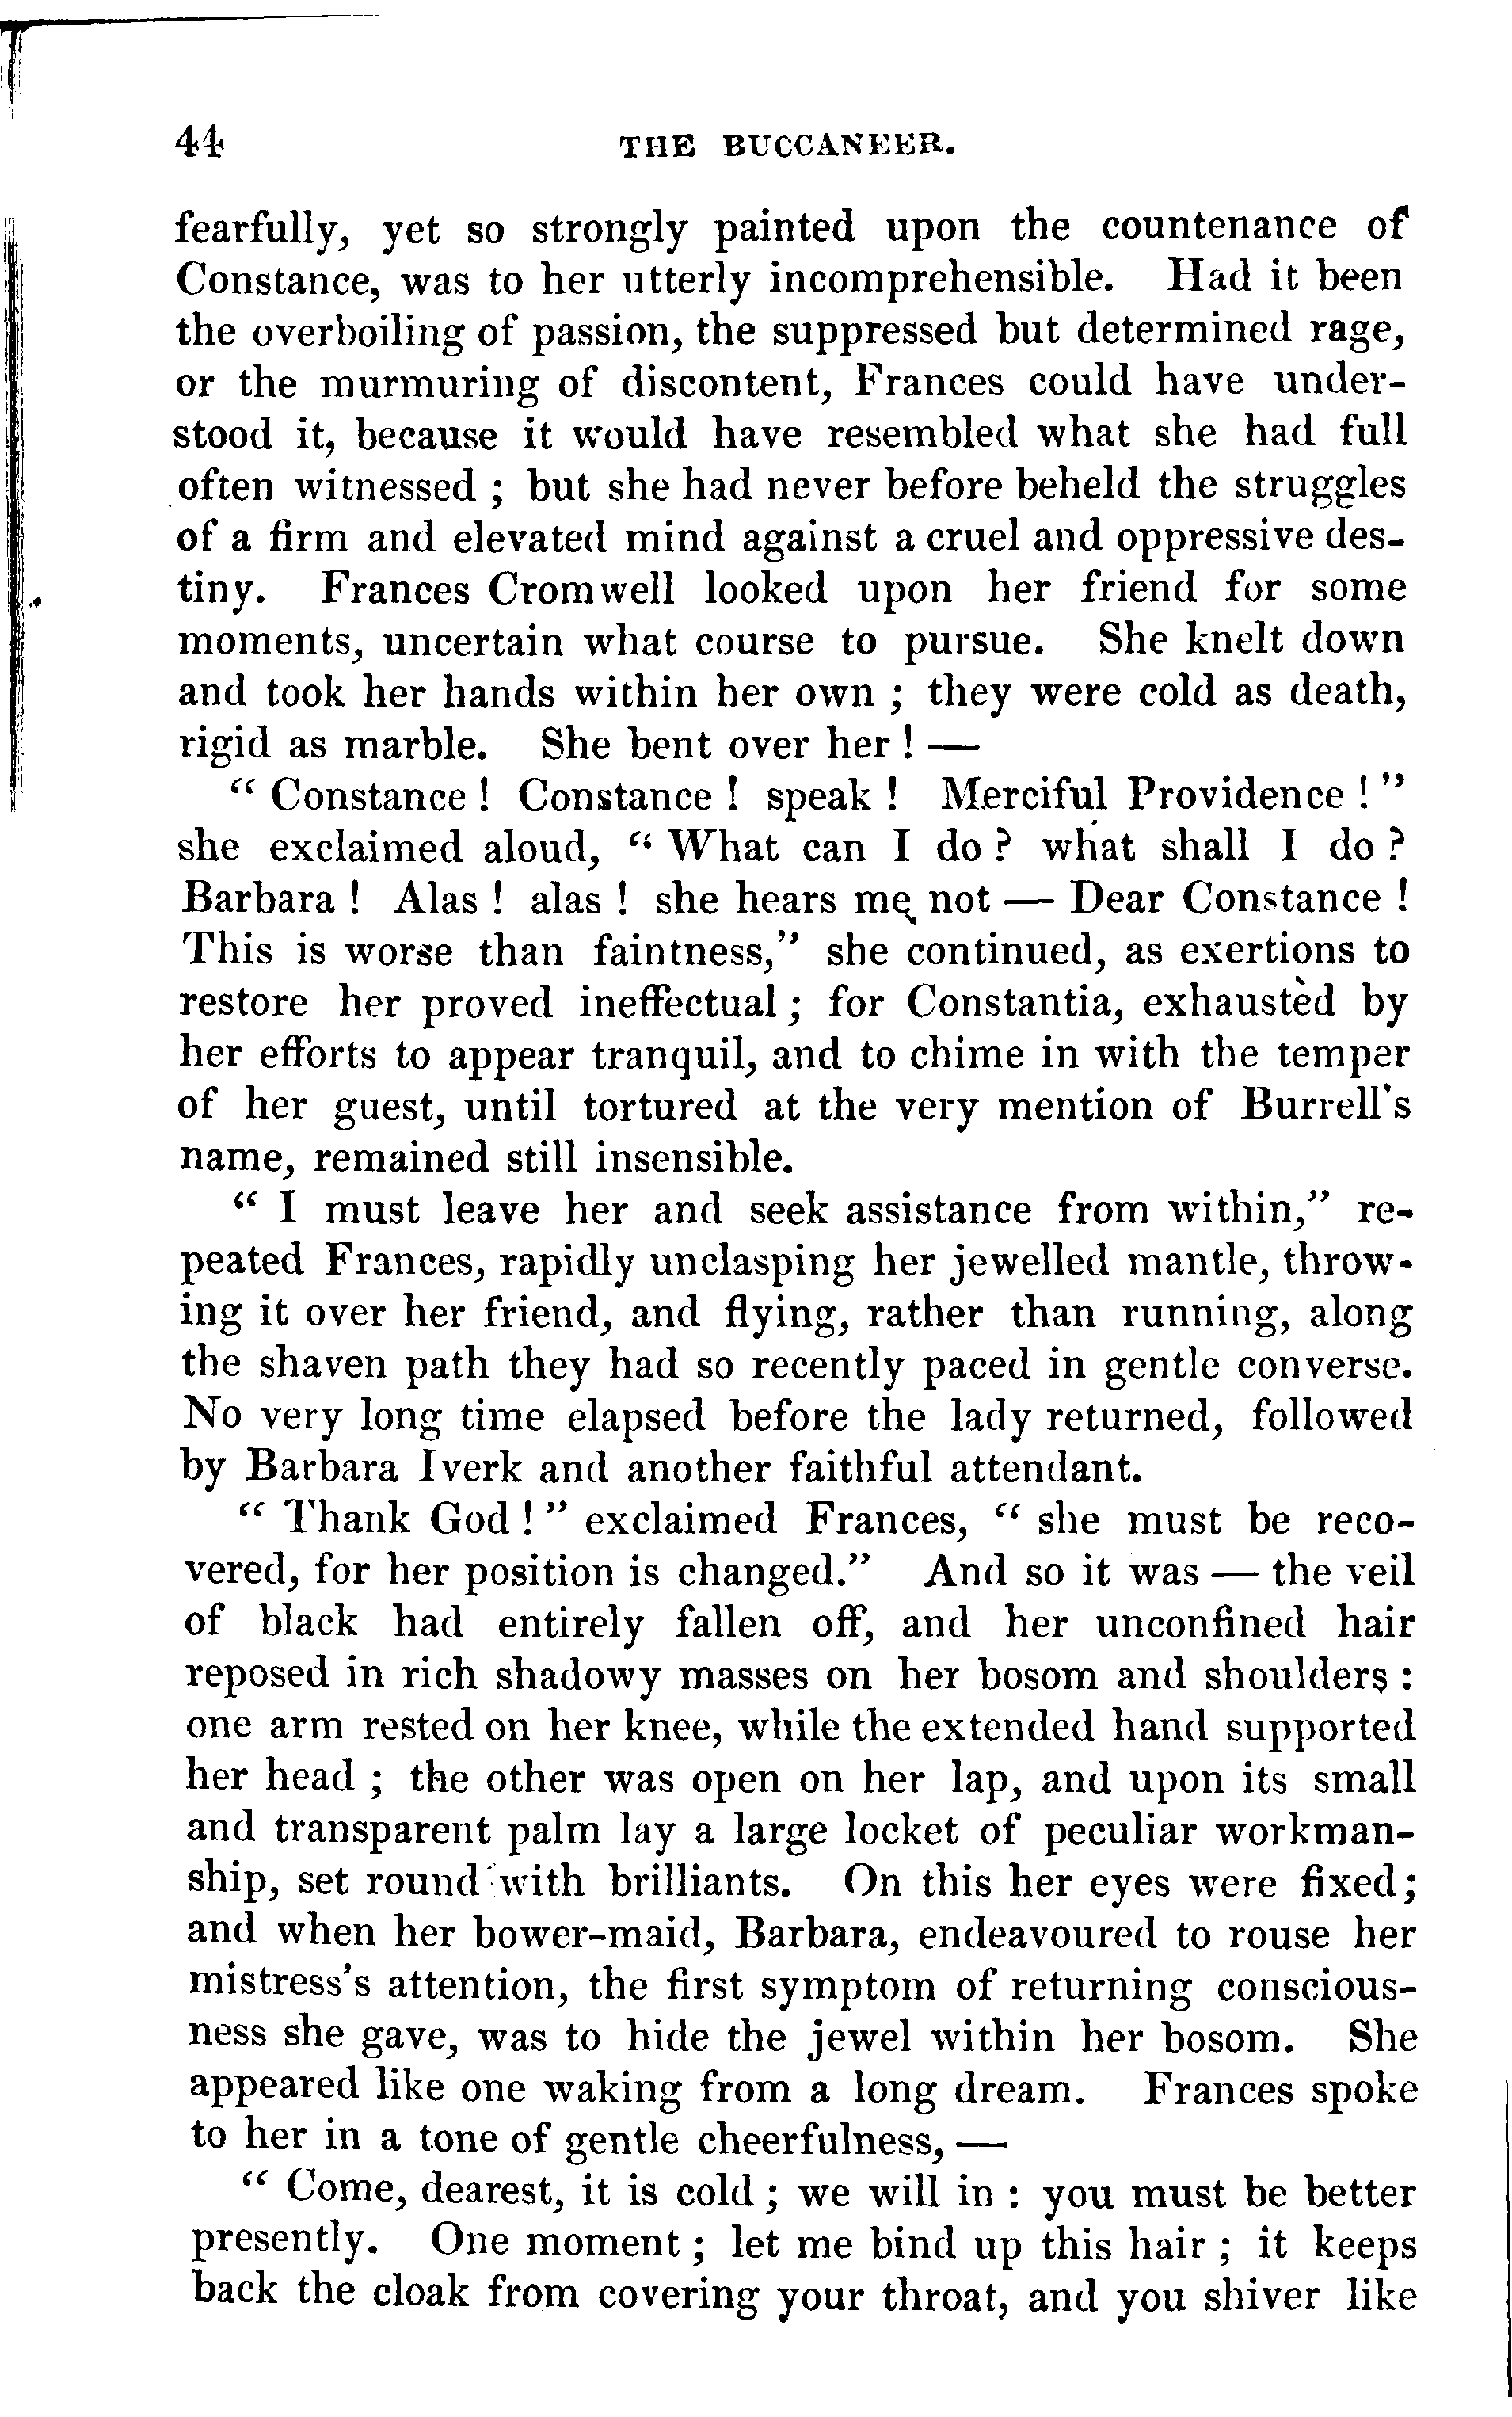 44 THE BUCCANEER.
fearfully, yet so strongly painted upon the countenance of
Constance, was to her utterly incomprehensible. Had it been
the overboiling of passion, the suppressed but determined rage,
or the murmuring of discontent, Frances could have under-
stood it, because it would have resembled what she had full
often witnessed ; but she had never before beheld the struggles
of a firm and elevated mind against a cruel and oppressive des-
tiny. Frances Cromwell looked upon her friend for some
moments, uncertain what course to pursue. She knelt down
and took her hands within her own ; they were cold as death,
rigid as marble. She bent over her ! —
“ Constance ! Constance ! speak ! Merciful Providence ! ”
she exclaimed aloud, “ What can I do ? what shall I do ?
Barbara ! Alas ! alas ! she hears me not — Dear Constance !
This is worse than faintness,” she continued, as exertions to
restore her proved ineffectual ; for Constantia, exhausted by
her efforts to appear tranquil, and to chime in with the temper
of her guest, until tortured at the very mention of Burrell's
name, remained still insensible.
“ I must leave her and seek assistance from within,” re-
peated Frances, rapidly unclasping her jewelled mantle, throw-
ing it over her friend, and flying, rather than running, along
the shaven path they had so recently paced in gentle converse.
No very long time elapsed before the lady returned, followed
by Barbara Iverk and another faithful attendant.
“ Thank God ! ” exclaimed Frances, “ she must be reco-
vered, for her position is changed.” And so it was — the veil
of black had entirely fallen off, and her unconfined hair
reposed in rich shadowy masses on her bosom and shoulders :
one arm rested on her knee, while the extended hand supported
her head ; the other was open on her lap, and upon its small
and transparent palm lay a large locket of peculiar workman-
ship, set round with brilliants. On this her eyes were fixed;
and when her bower-maid, Barbara, endeavoured to rouse her
mistress's attention, the first symptom of returning conscious-
ness she gave, was to hide the jewel within her bosom. She
appeared like one waking from a long dream. Frances spoke
to her in a tone of gentle cheerfulness, —
“ Come, dearest, it is cold ; we will in : you must be better
presently. One moment ; let me bind up this hair ; it keeps
back the cloak from covering your throat, and you shiver like